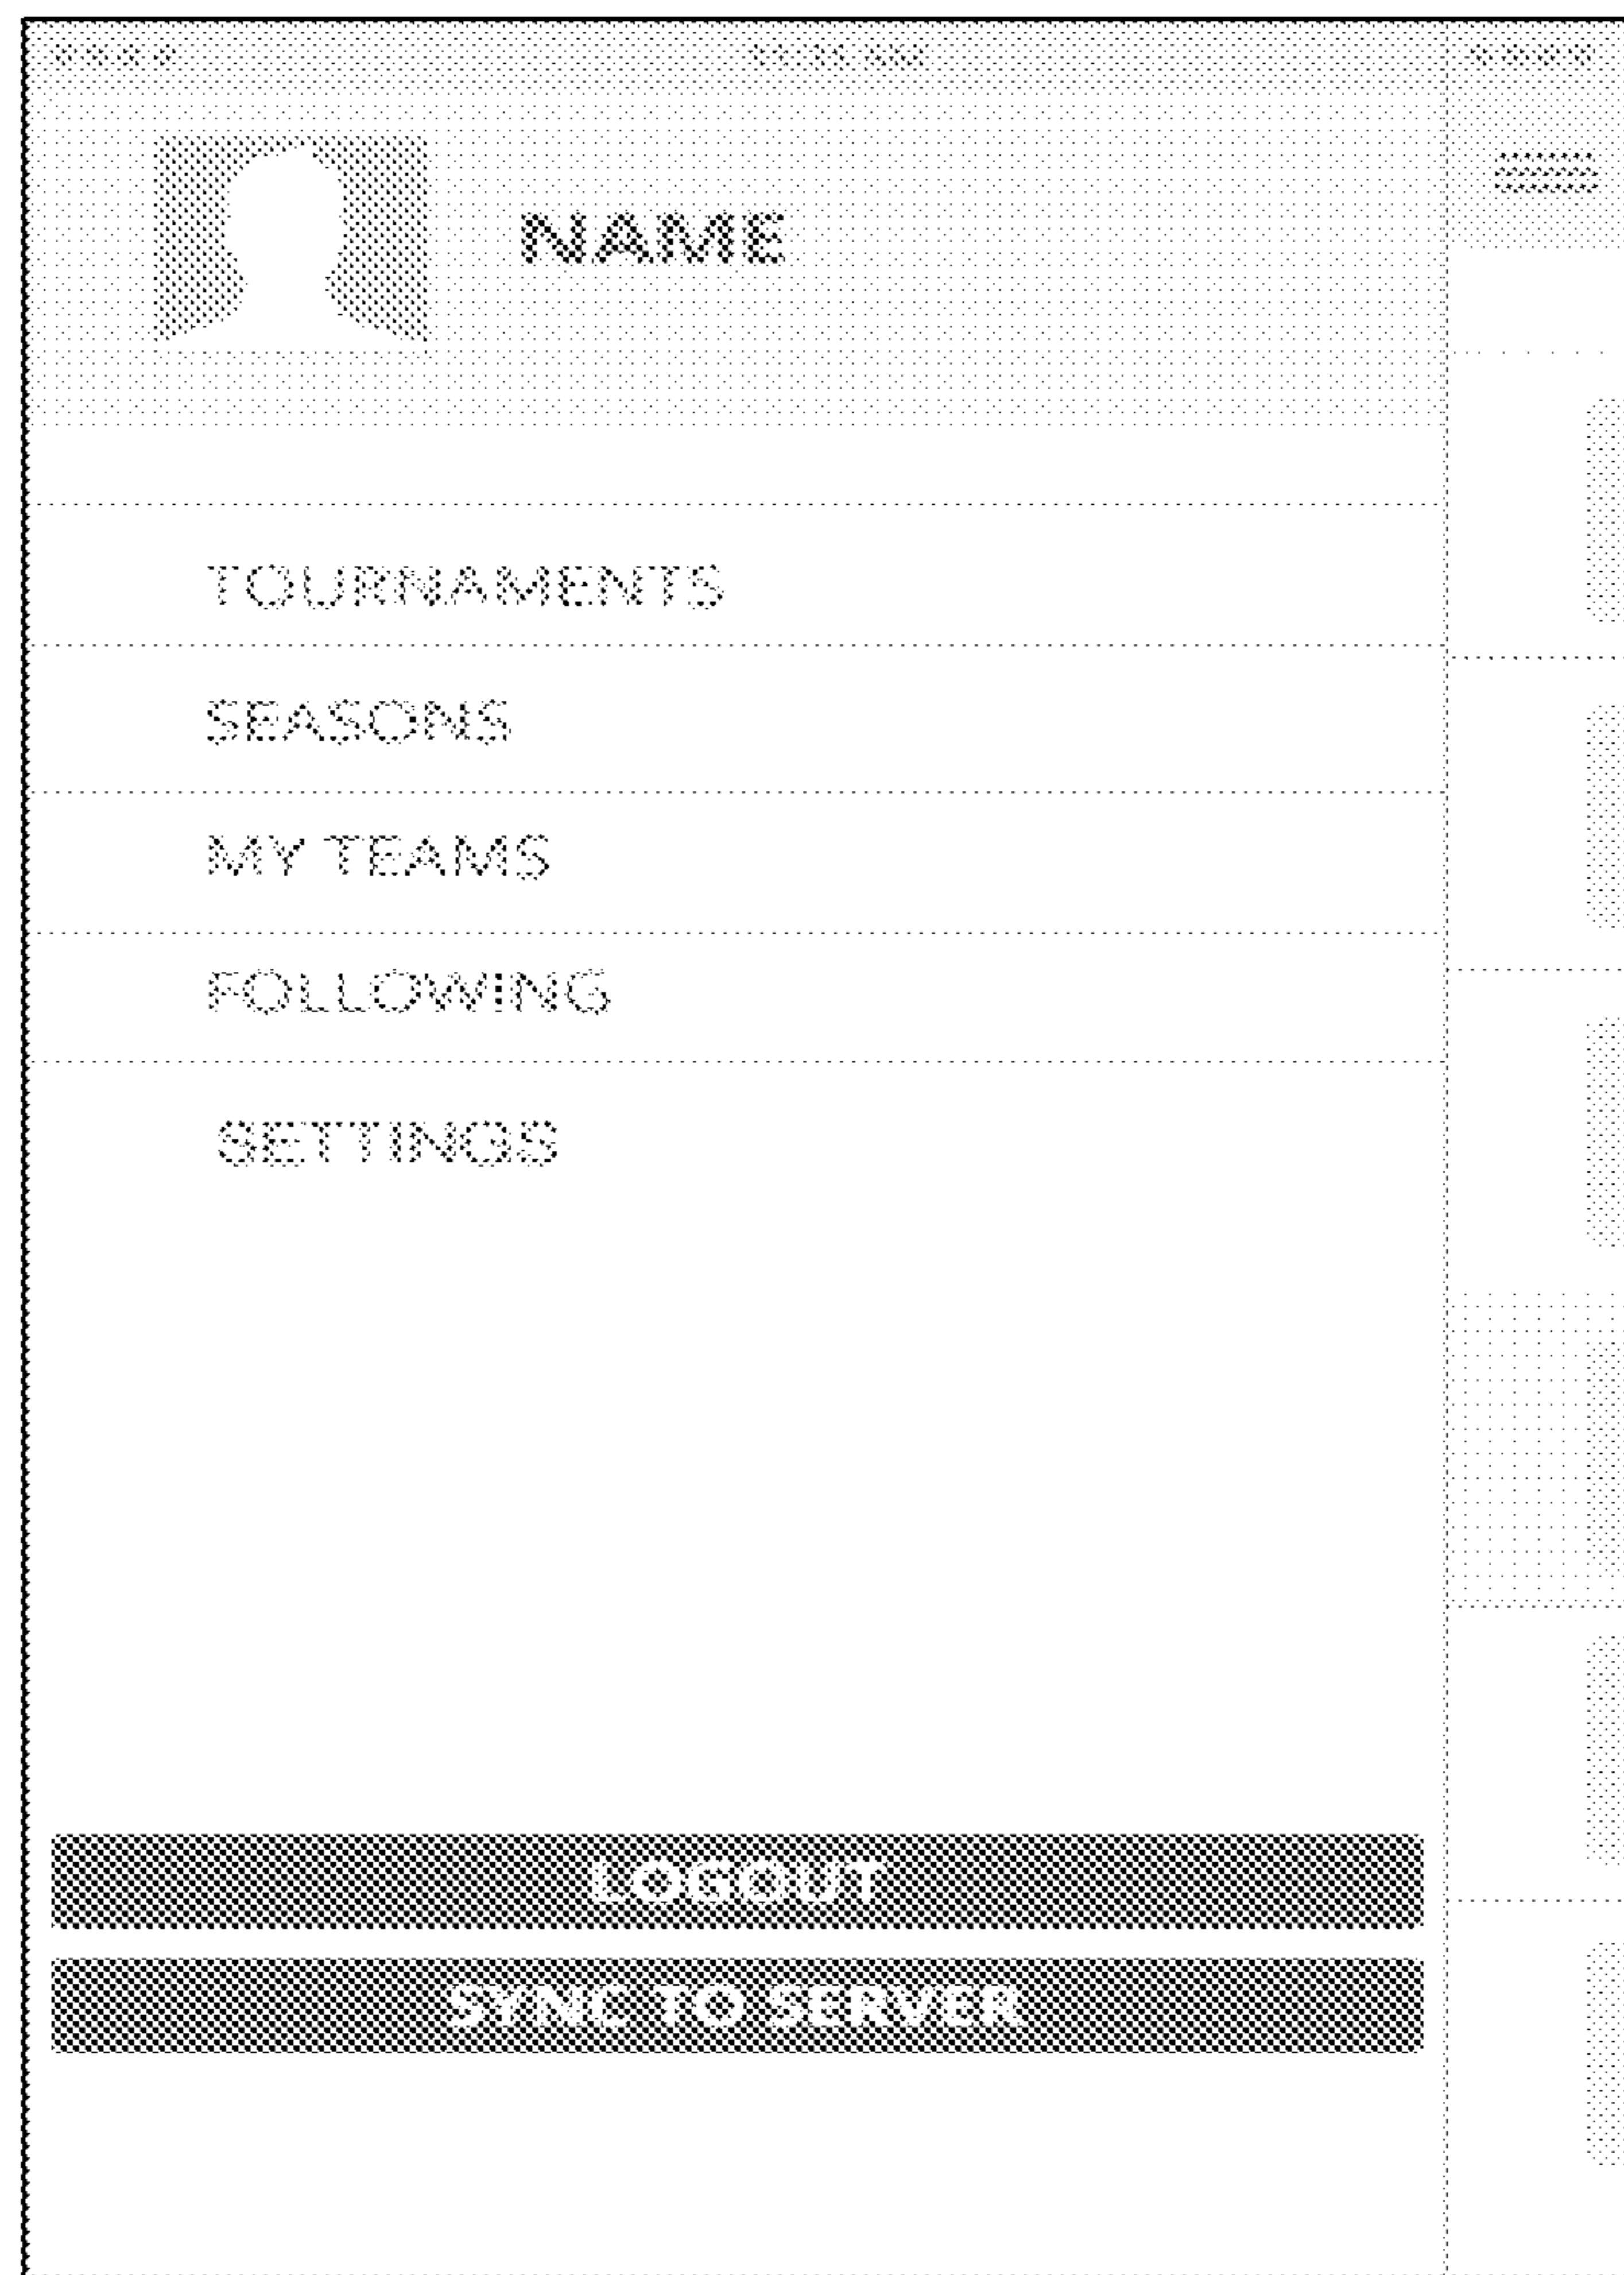 NAME
TOURNAMENTS
SEASONS
MY TEAMS
FOLLOWING
SETTINGS
LOGOUT
SYNC TO SERVER